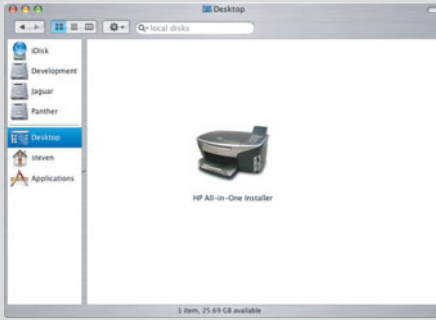 Desktop
local disks
iDisk
Development
Jaguar
Panther
Desktop
steven
Applications
HP All-in-One Installer
1 item, 25.69 GB available